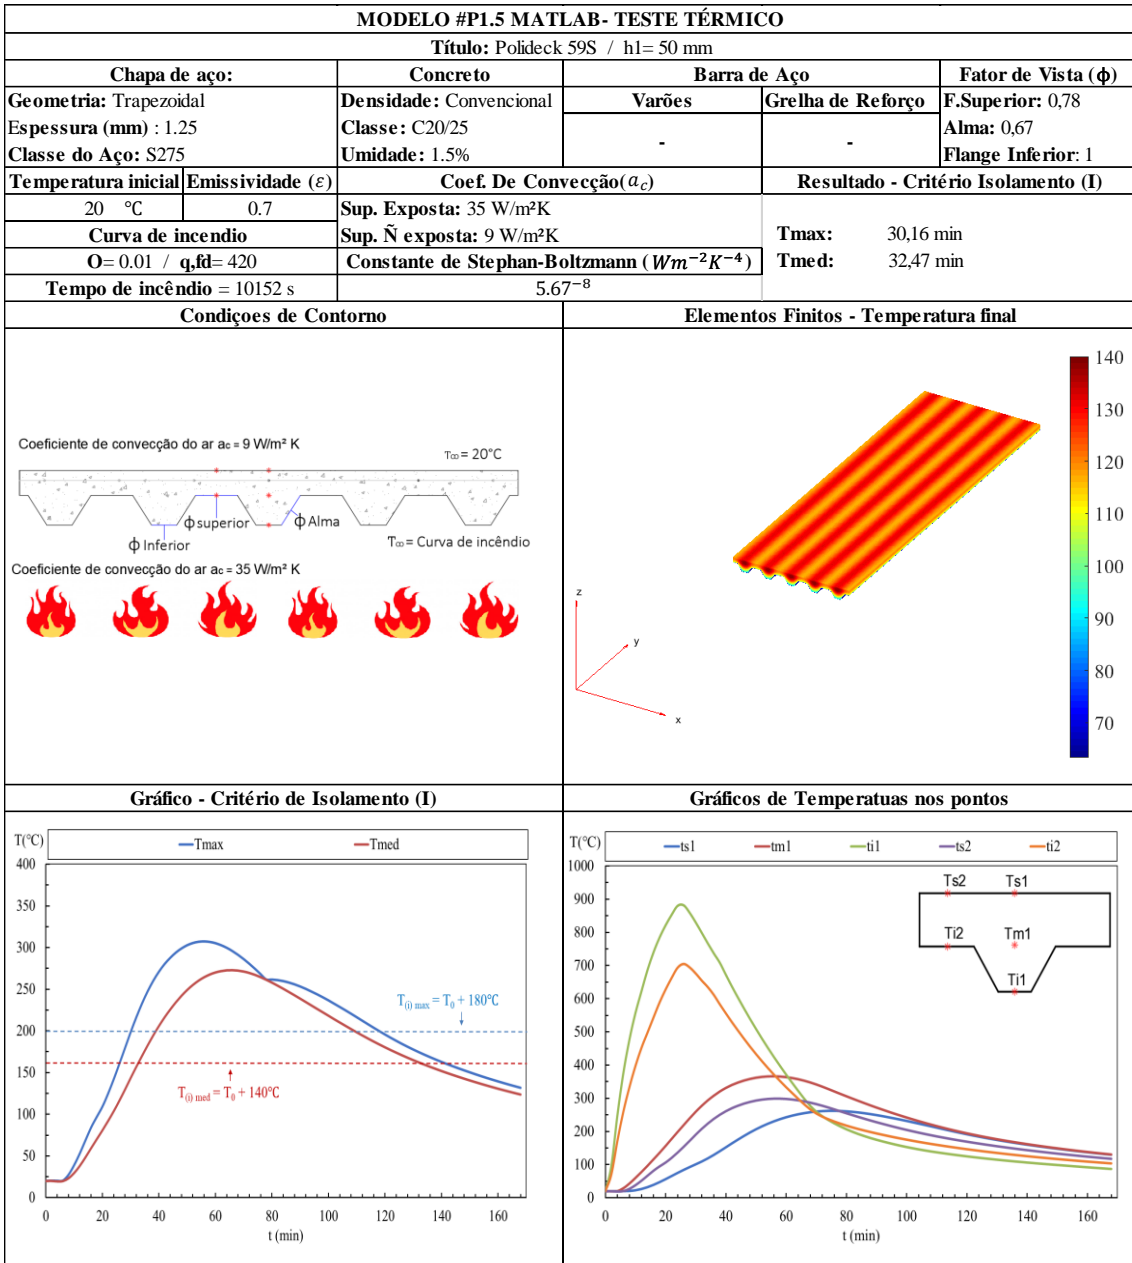 MODELO #P1.5 MATLAB- TESTE TÉRMICO
Título: Polideck 59S / h1= 50 mm
Chapa de aço: Concreto Barra de Aço Fator de Vista (ϕ)
Geometria: Trapezoidal Densidade: Convencional Varões Grelha de Reforço F.Superior: 0,78
Espessura (mm) : 1.25 Classe: C20/25 - - Alma: 0,67
Classe do Aço: S275 Umidade: 1.5% Flange Inferior: 1
Temperatura inicial Emissividade (ε) Coef. De Convecção(a_c) Resultado - Critério Isolamento (I)
20 °C 0.7 Sup. Exposta: 35 W/m²K
Curva de incendio Sup. Ñ exposta: 9 W/m²K Tmax: 30,16 min
O= 0.01 / q,fd= 420 Constante de Stephan-Boltzmann (Wm⁻²K⁻⁴) Tmed: 32,47 min
Tempo de incêndio = 10152 s 5.67⁻⁸
Condiçoes de Contorno Elementos Finitos - Temperatura final
Coeficiente de convecção do ar ac = 9 W/m² K
T∞ = 20°C
ϕ superior ϕ Alma
ϕ Inferior T∞ = Curva de incêndio
Coeficiente de convecção do ar ac = 35 W/m² K
140
130
120
110
100
90
80
70
z
y
x
Gráfico - Critério de Isolamento (I) Gráficos de Temperatuas nos pontos
T(°C) Tmax Tmed
400
350
300
250
200
150
100
50
0
T(i) max = T0 + 180℃
T(i) med = T0 + 140℃
0 20 40 60 80 100 120 140 160
t (min)
T(°C) ts1 tm1 ti1 ts2 ti2
1000
900
800
700
600
500
400
300
200
100
0
Ts2 Ts1
Ti2 Tm1
Ti1
0 20 40 60 80 100 120 140 160
t (min)